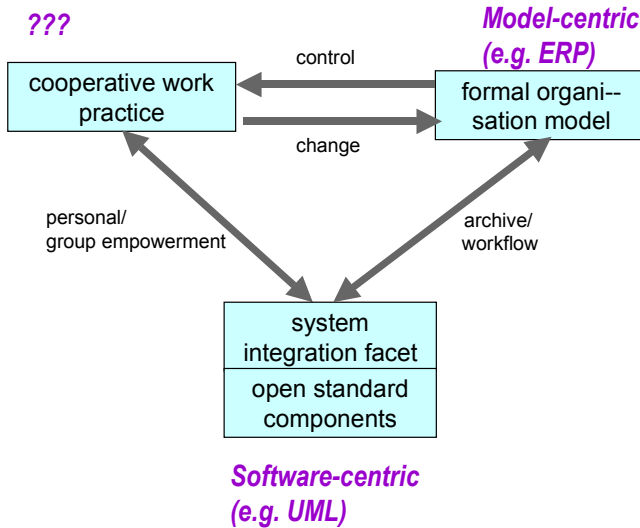 ???
Model-centric
(e.g. ERP)
control
cooperative work
practice
formal organi--
sation model
change
personal/
group empowerment
archive/
workflow
system
integration facet
open standard
components
Software-centric
(e.g. UML)